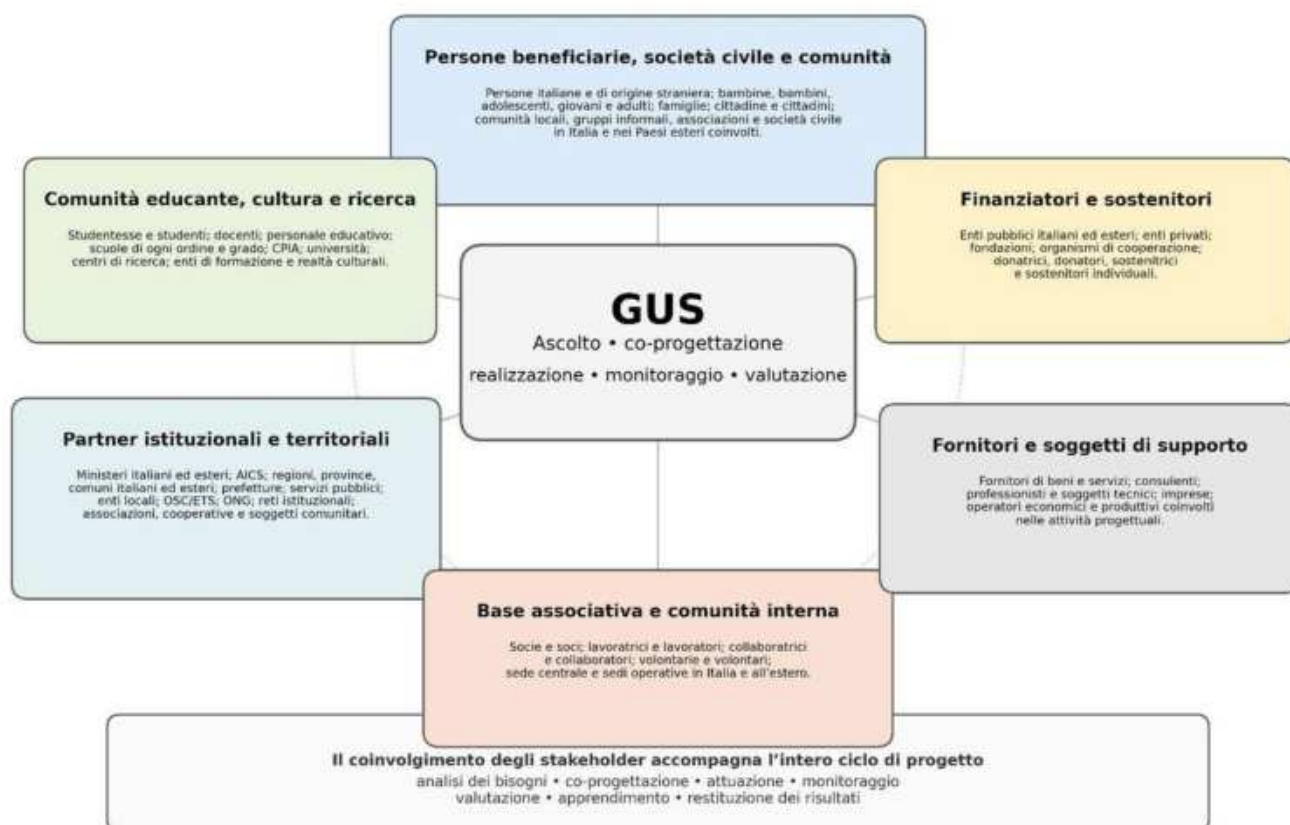 Persone beneficiarie, società civile e comunità
Persone italiane e di origine straniera; bambine, bambini,
adolescenti, giovani e adulti; famiglie; cittadine e cittadini;
comunità locali, gruppi informali, associazioni e società civile
in Italia e nei Paesi esteri coinvolti.
Comunità educante, cultura e ricerca
Studentesse e studenti; docenti; personale educativo;
scuole di ogni ordine e grado; CPIA; università;
centri di ricerca; enti di formazione e realtà culturali.
Finanziatori e sostenitori
Enti pubblici italiani ed esteri; enti privati;
fondazioni; organismi di cooperazione;
donatrici, donatori, sostenitrici
e sostenitori individuali.
GUS
Ascolto • co-progettazione
realizzazione • monitoraggio • valutazione
Partner istituzionali e territoriali
Ministeri italiani ed esteri; AICS; regioni, province,
comuni italiani ed esteri; prefetture; servizi pubblici;
enti locali; OSC/ETS; ONG; reti istituzionali;
associazioni, cooperative e soggetti comunitari.
Fornitori e soggetti di supporto
Fornitori di beni e servizi; consulenti;
professionisti e soggetti tecnici; imprese;
operatori economici e produttivi coinvolti
nelle attività progettuali.
Base associativa e comunità interna
Socie e soci; lavoratrici e lavoratori; collaboratrici
e collaboratori; volontarie e volontari;
sede centrale e sedi operative in Italia e all'estero.
Il coinvolgimento degli stakeholder accompagna l'intero ciclo di progetto
analisi dei bisogni • co-progettazione • attuazione • monitoraggio
valutazione • apprendimento • restituzione dei risultati